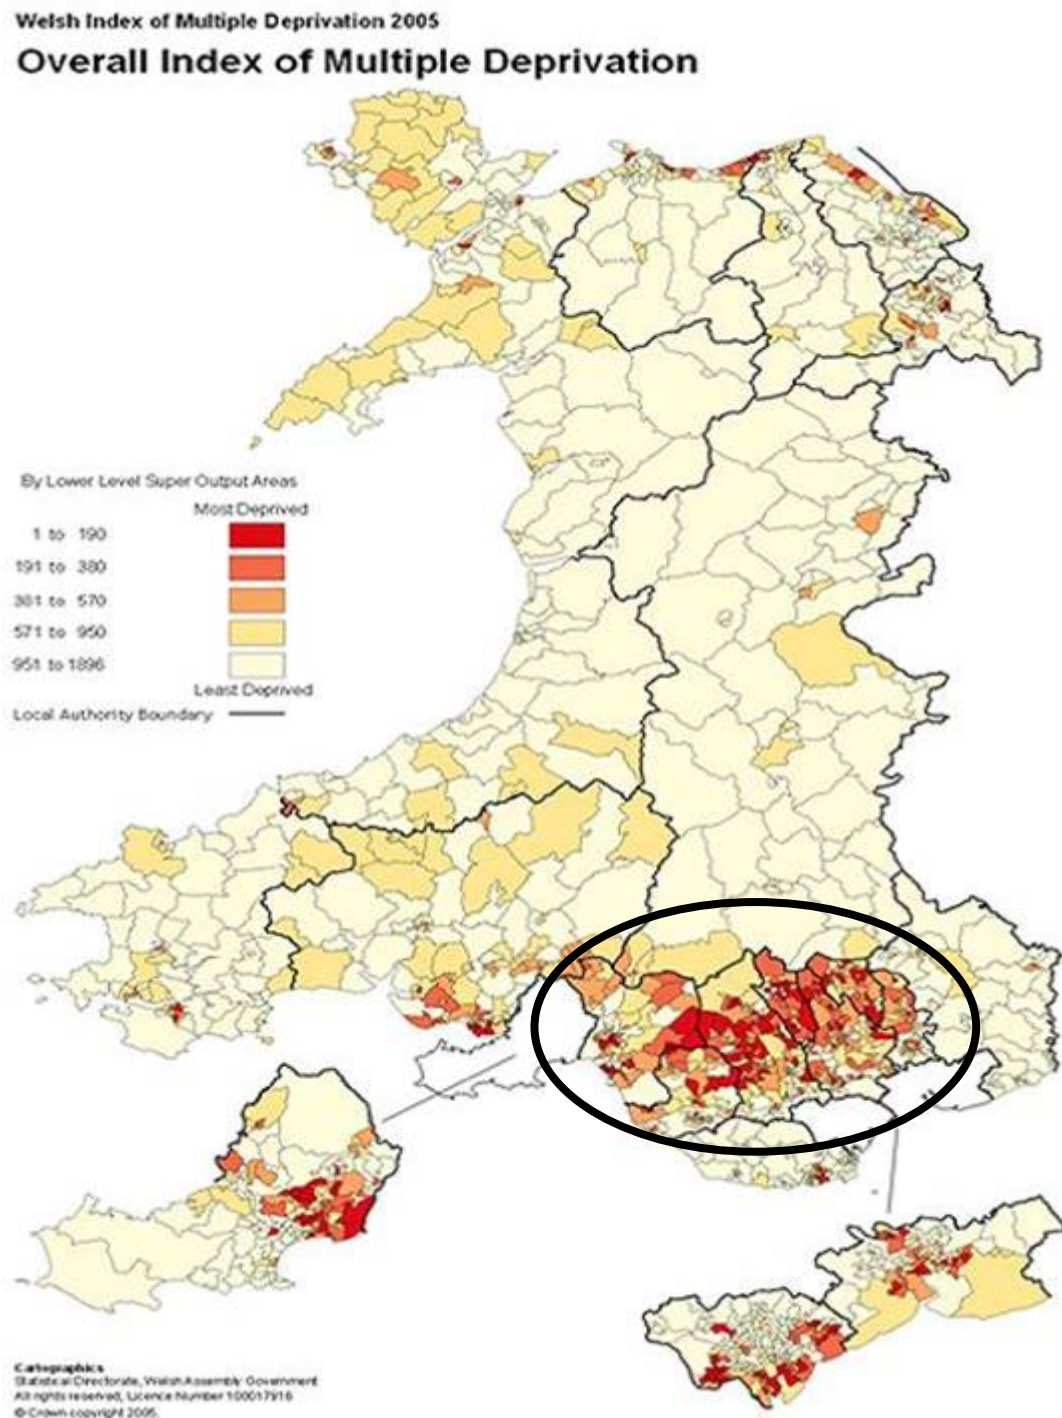 Welsh Index of Multiple Deprivation 2005
Overall Index of Multiple Deprivation
By Lower Level Super Output Areas
Most Deprived
1 to 190
191 to 380
381 to 570
571 to 950
951 to 1896
Least Deprived
Local Authority Boundary
Cartographics
Statistical Directorate, Welsh Assembly Government
All rights reserved, Licence Number 100017916
© Crown copyright 2005.